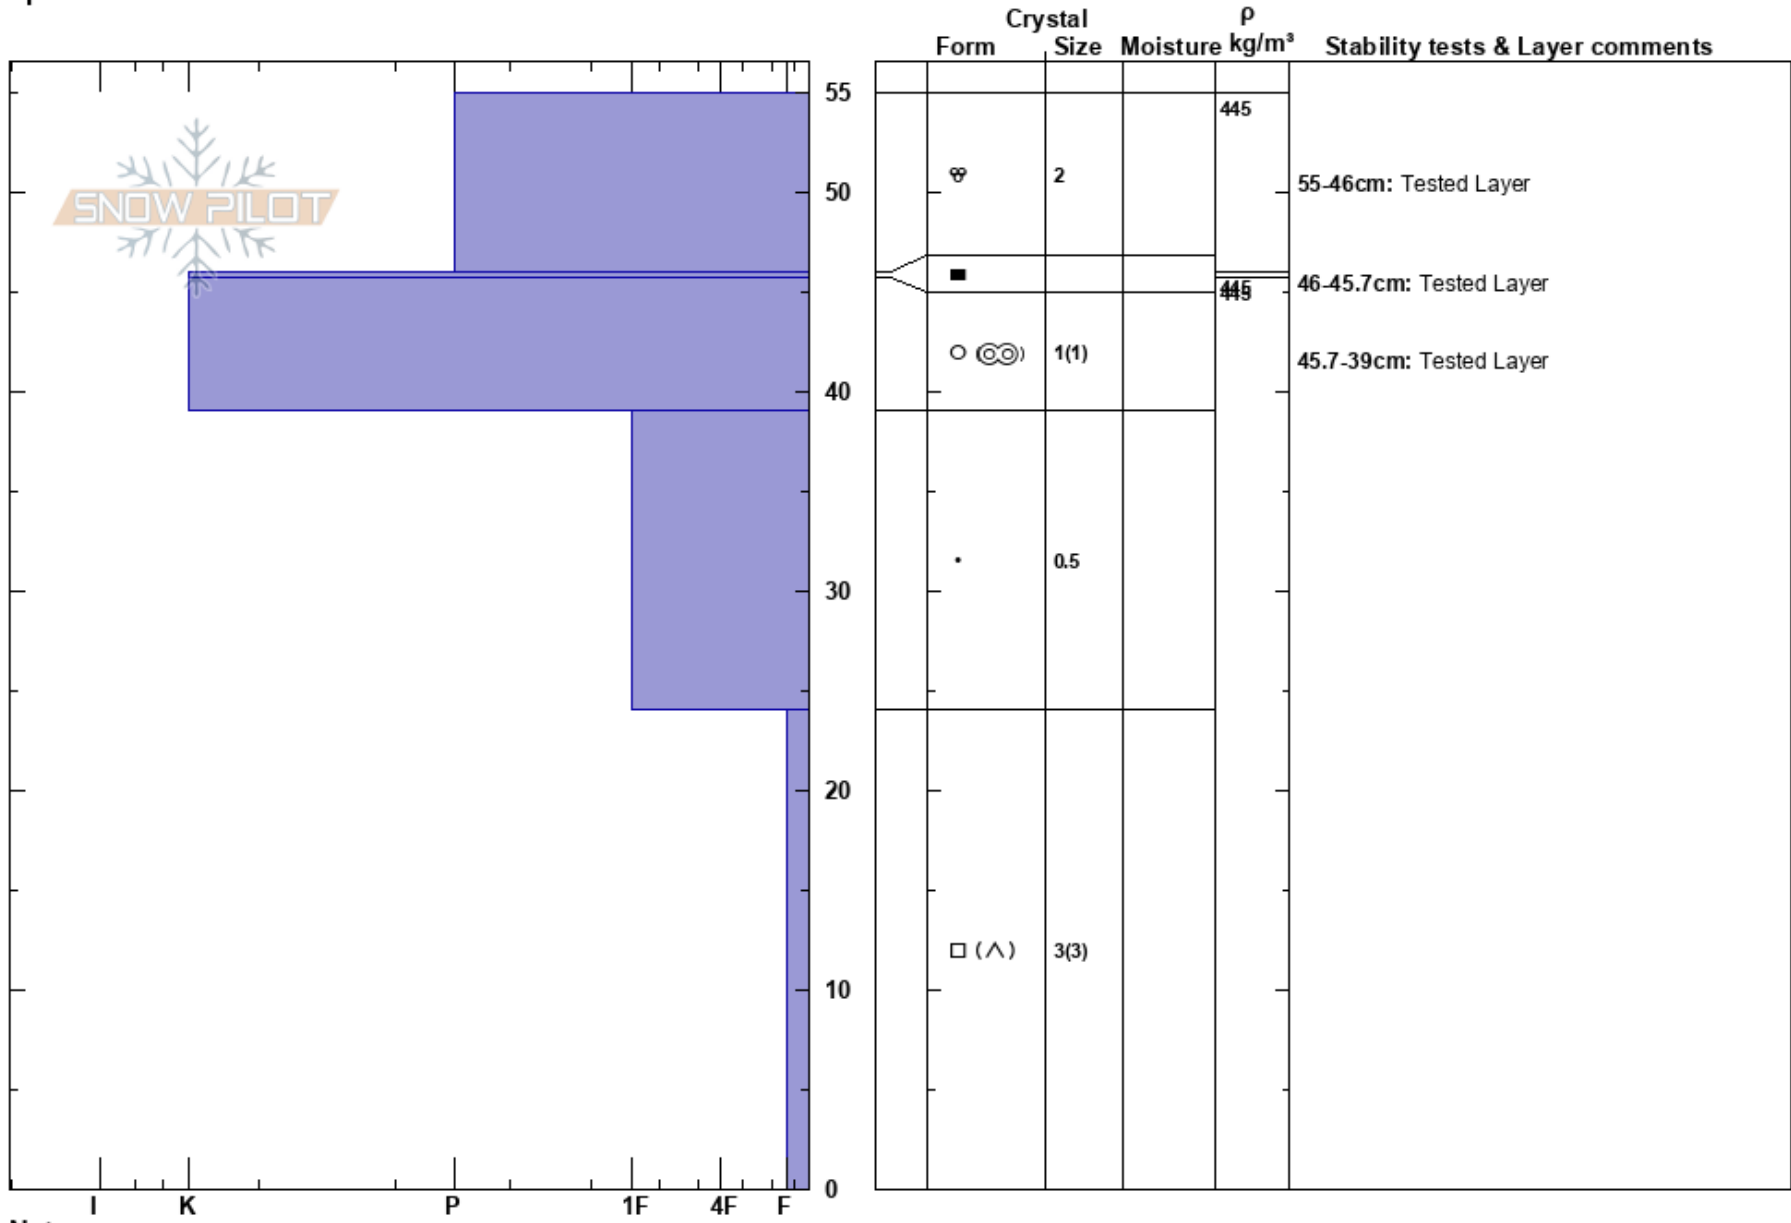 Crystal
ρ
Form Size Moisture kg/m³ Stability tests & Layer comments
55
445
SNOW PILOT
2
50
55-46cm: Tested Layer
46-45.7cm: Tested Layer
445
445
1(1)
45.7-39cm: Tested Layer
40
0.5
30
20
3(3)
10
0
I K P 1F 4F F